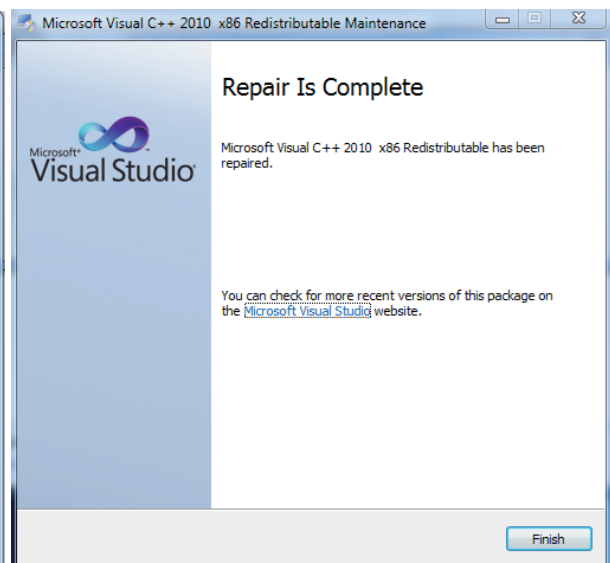 Microsoft Visual C++ 2010  x86 Redistributable Maintenance
Repair Is Complete
Microsoft®
Visual Studio®
Microsoft Visual C++ 2010  x86 Redistributable has been
repaired.
You can check for more recent versions of this package on
the Microsoft Visual Studio website.
Finish